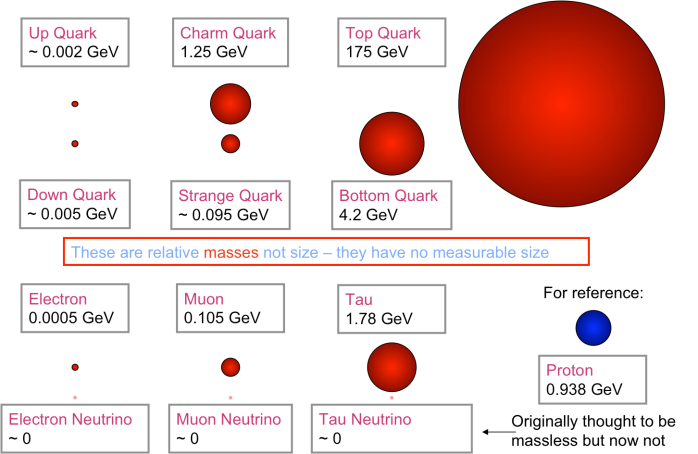 Up Quark
~ 0.002 GeV
Charm Quark
1.25 GeV
Top Quark
175 GeV
Down Quark
~ 0.005 GeV
Strange Quark
~ 0.095 GeV
Bottom Quark
4.2 GeV
These are relative masses not size – they have no measurable size
Electron
0.0005 GeV
Muon
0.105 GeV
Tau
1.78 GeV
For reference:
Proton
0.938 GeV
Electron Neutrino
~ 0
Muon Neutrino
~ 0
Tau Neutrino
~ 0
Originally thought to be
massless but now not